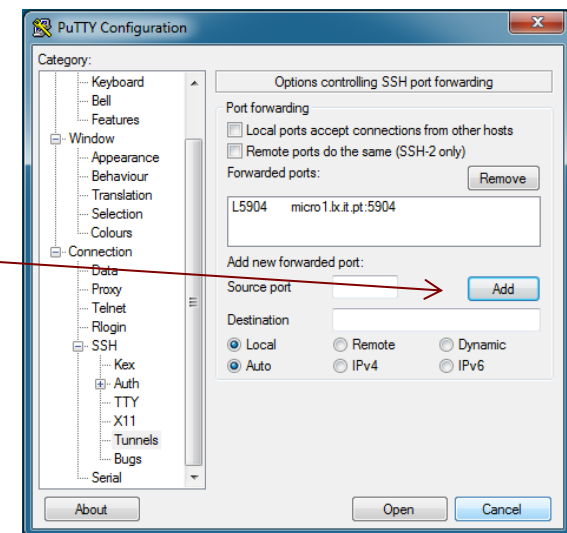 PuTTY Configuration
Category:
Keyboard
Bell
Features
Window
Appearance
Behaviour
Translation
Selection
Colours
Connection
Data
Proxy
Telnet
Rlogin
SSH
Kex
Auth
TTY
X11
Tunnels
Bugs
Serial
Options controlling SSH port forwarding
Port forwarding
Local ports accept connections from other hosts
Remote ports do the same (SSH-2 only)
Forwarded ports:
Remove
L5904 micro1.lx.it.pt:5904
Add new forwarded port:
Source port
Add
Destination
Local Remote Dynamic
Auto IPv4 IPv6
About Open Cancel